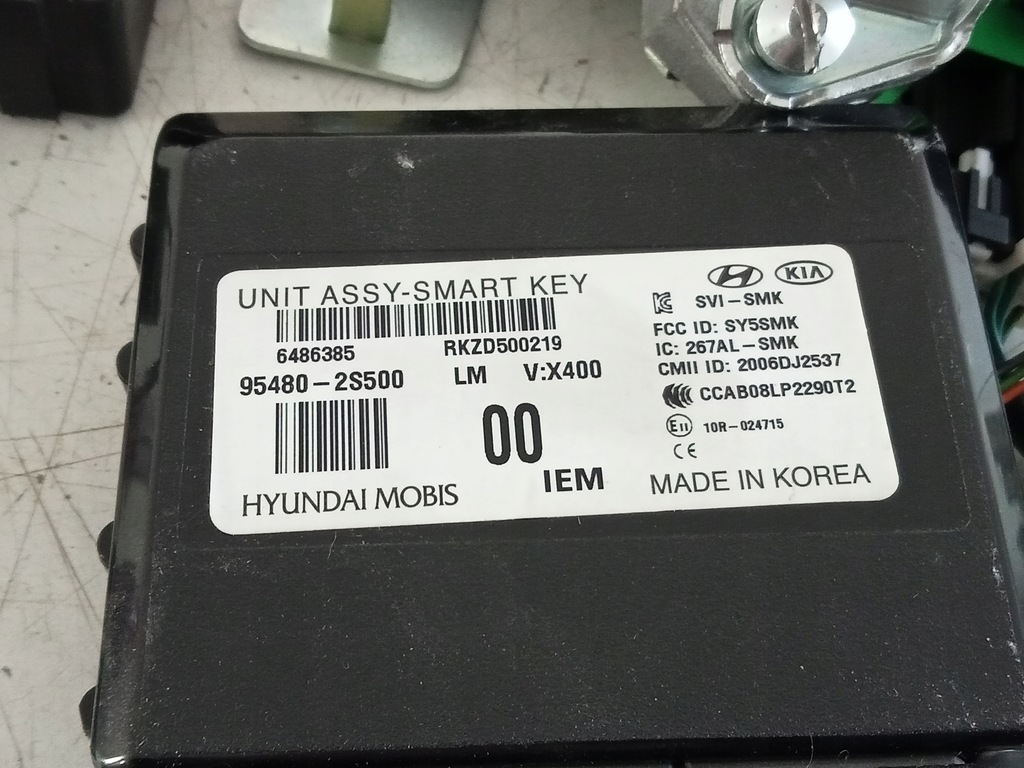 UNIT ASSY-SMART KEY
KIA
6486385 RKZD500219
SVI-SMK
FCC ID: SY5SMK
IC: 267AL-SMK
CMII ID: 2006DJ2537
95480-2S500 LM V:X400
CCAB08LP2290T2
00
E11 10R-024715
CE
IEM
HYUNDAI MOBIS
MADE IN KOREA